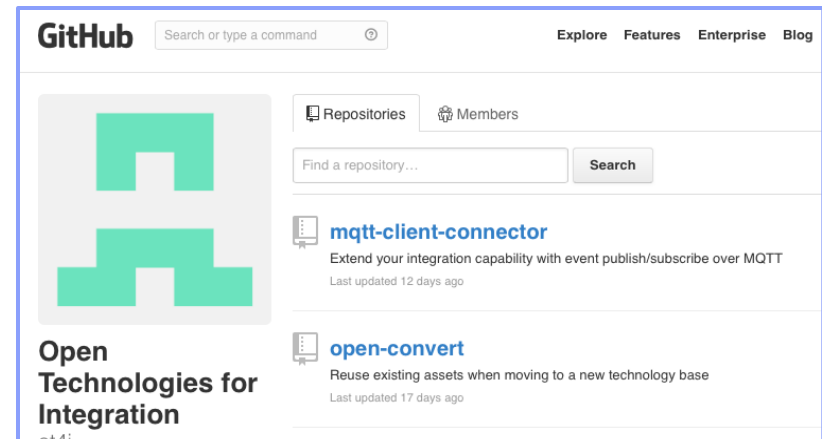 GitHub
Search or type a command
Explore Features Enterprise Blog
Repositories
Members
Find a repository…
Search
mqtt-client-connector
Extend your integration capability with event publish/subscribe over MQTT
Last updated 12 days ago
open-convert
Reuse existing assets when moving to a new technology base
Last updated 17 days ago
Open
Technologies for
Integration
ot4i